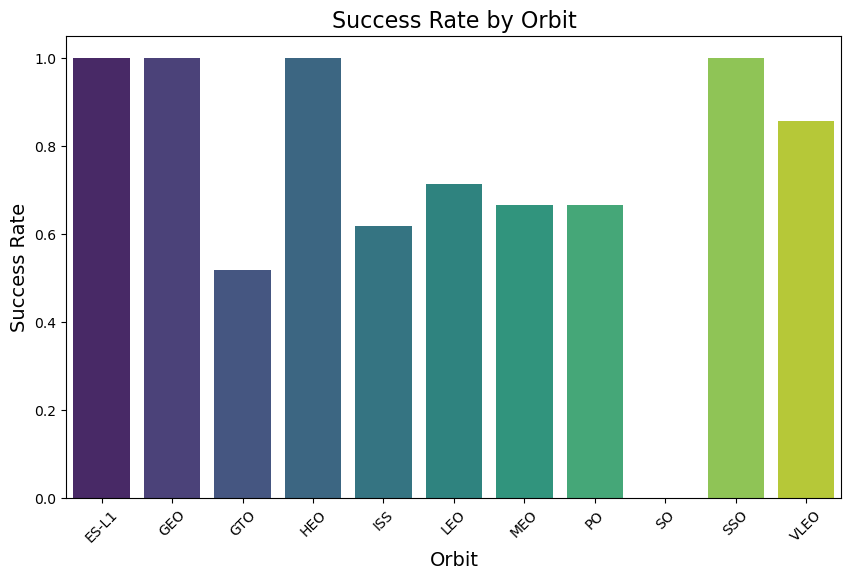 Success Rate by Orbit
Success Rate
1.0
0.8
0.6
0.4
0.2
0.0
ES-L1
GEO
GTO
HEO
ISS
LEO
MEO
PO
SO
SSO
VLEO
Orbit